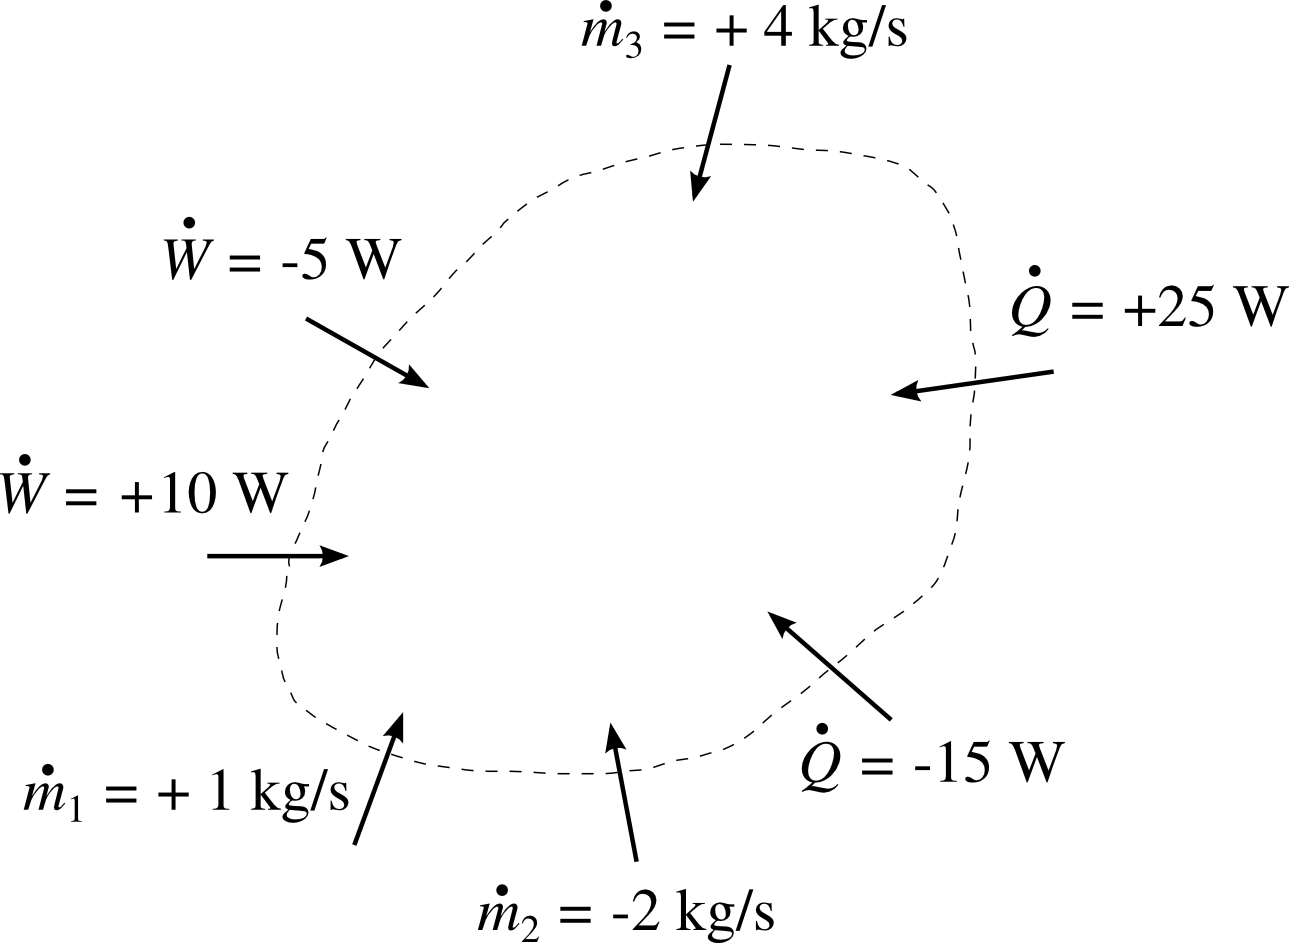 ṁ₃ = + 4 kg/s
Ẇ = -5 W
Q̇ = +25 W
Ẇ = +10 W
Q̇ = -15 W
ṁ₁ = + 1 kg/s
ṁ₂ = -2 kg/s